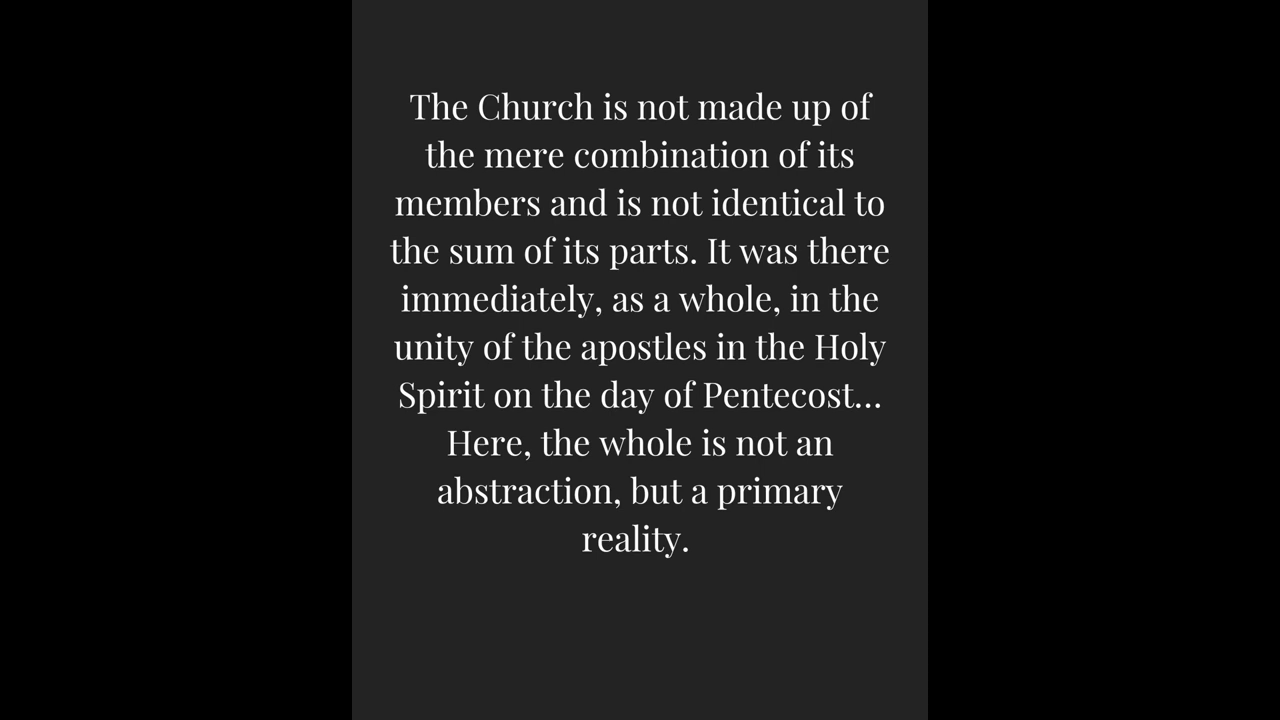 The Church is not made up of
the mere combination of its
members and is not identical to
the sum of its parts. It was there
immediately, as a whole, in the
unity of the apostles in the Holy
Spirit on the day of Pentecost...
Here, the whole is not an
abstraction, but a primary
reality.